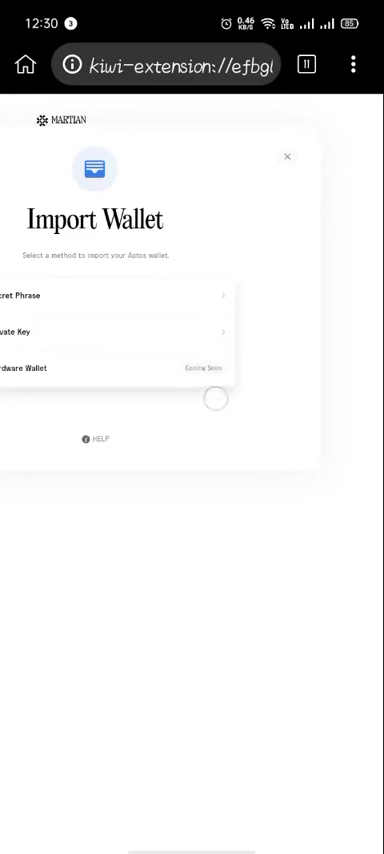 12:30 3 0.46 KB/S Vo LTE 85
kiwi-extension://efbgl 11
MARTIAN
Import Wallet
Select a method to import your Aptos wallet.
cret Phrase
vate Key
rdware Wallet Coming Soon
i HELP